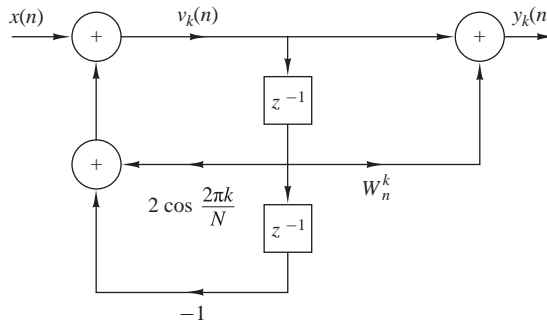 x(n) v_k(n) y_k(n
+ +
z⁻¹
+
2 cos 2πk/N W_n^k
z⁻¹
−1